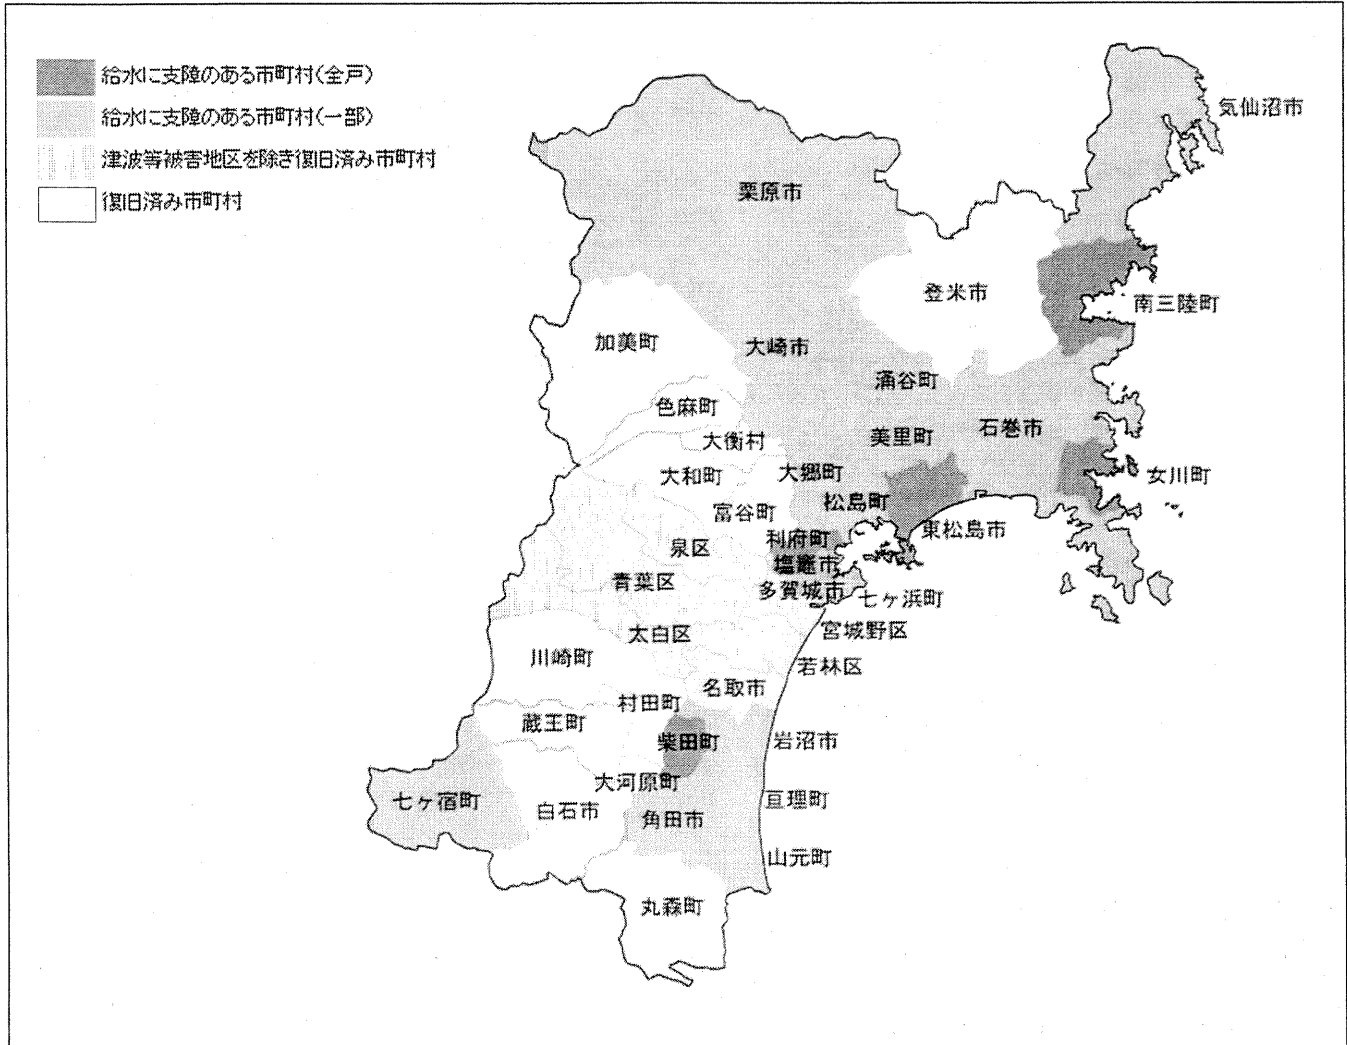 給水に支障のある市町村(全戸)
給水に支障のある市町村(一部)
津波等被害地区を除き復旧済み市町村
復旧済み市町村
気仙沼市
栗原市
登米市
南三陸町
加美町
大崎市
涌谷町
色麻町
石巻市
美里町
大衡村
大和町
大郷町
女川町
松島町
富谷町
東松島市
利府町
泉区
塩竈市
青葉区
多賀城市
七ヶ浜町
太白区
宮城野区
川崎町
若林区
名取市
村田町
蔵王町
柴田町
岩沼市
大河原町
七ヶ宿町
亘理町
白石市
角田市
山元町
丸森町